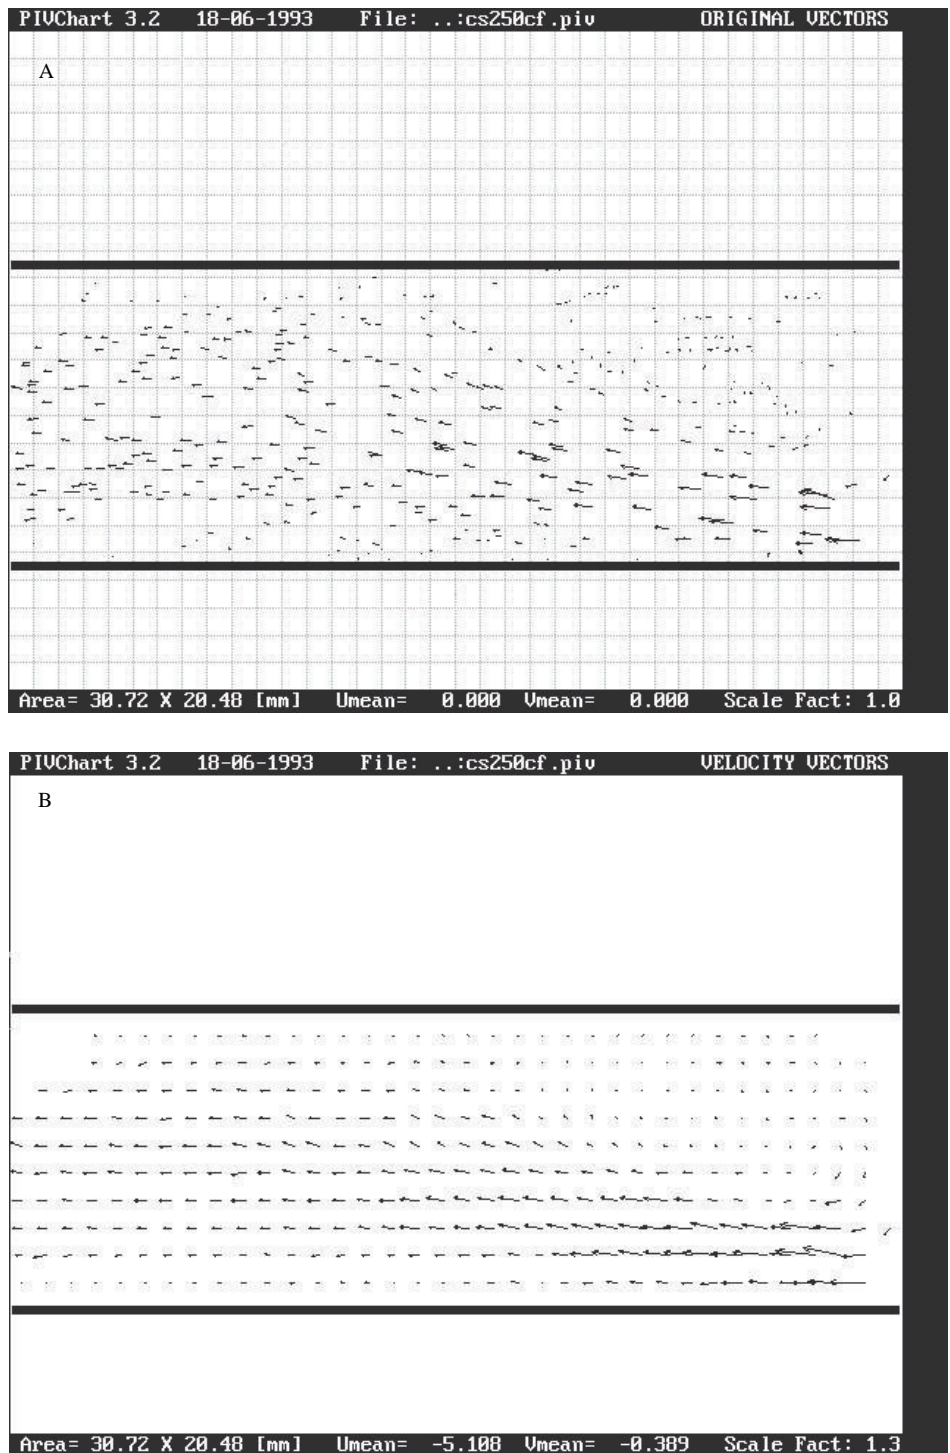 PIVChart 3.2 18-06-1993 File: ..:cs250cf.piv ORIGINAL VECTORS
A
Area= 30.72 X 20.48 [mm] Umean= 0.000 Vmean= 0.000 Scale Fact: 1.0
PIVChart 3.2 18-06-1993 File: ..:cs250cf.piv VELOCITY VECTORS
B
Area= 30.72 X 20.48 [mm] Umean= -5.108 Vmean= -0.389 Scale Fact: 1.3